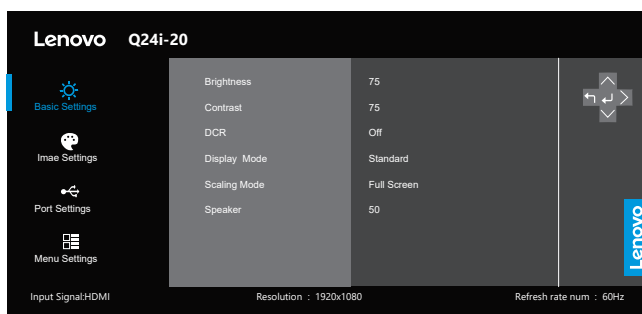 Lenovo Q24i-20
Basic Settings
Imae Settings
Port Settings
Menu Settings
Brightness 75
Contrast 75
DCR Off
Display Mode Standard
Scaling Mode Full Screen
Speaker 50
Lenovo
Input Signal:HDMI Resolution : 1920x1080 Refresh rate num : 60Hz